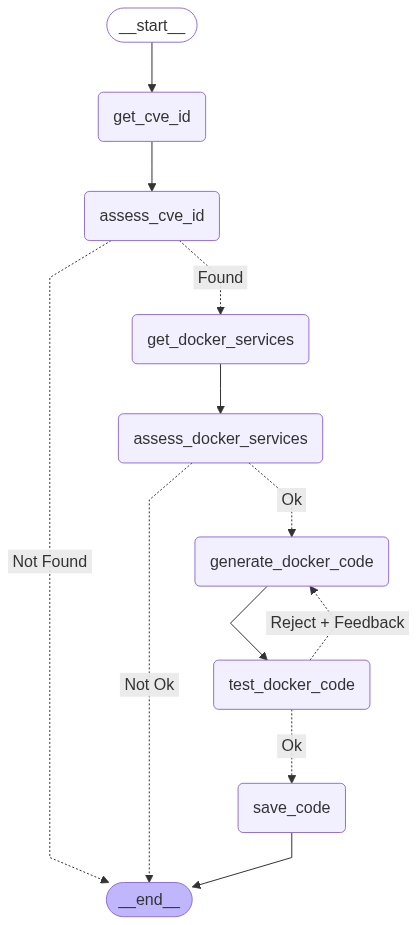 __start__
get_cve_id
assess_cve_id
Found
get_docker_services
assess_docker_services
Ok
Not Found
generate_docker_code
Reject + Feedback
Not Ok
test_docker_code
Ok
save_code
__end__